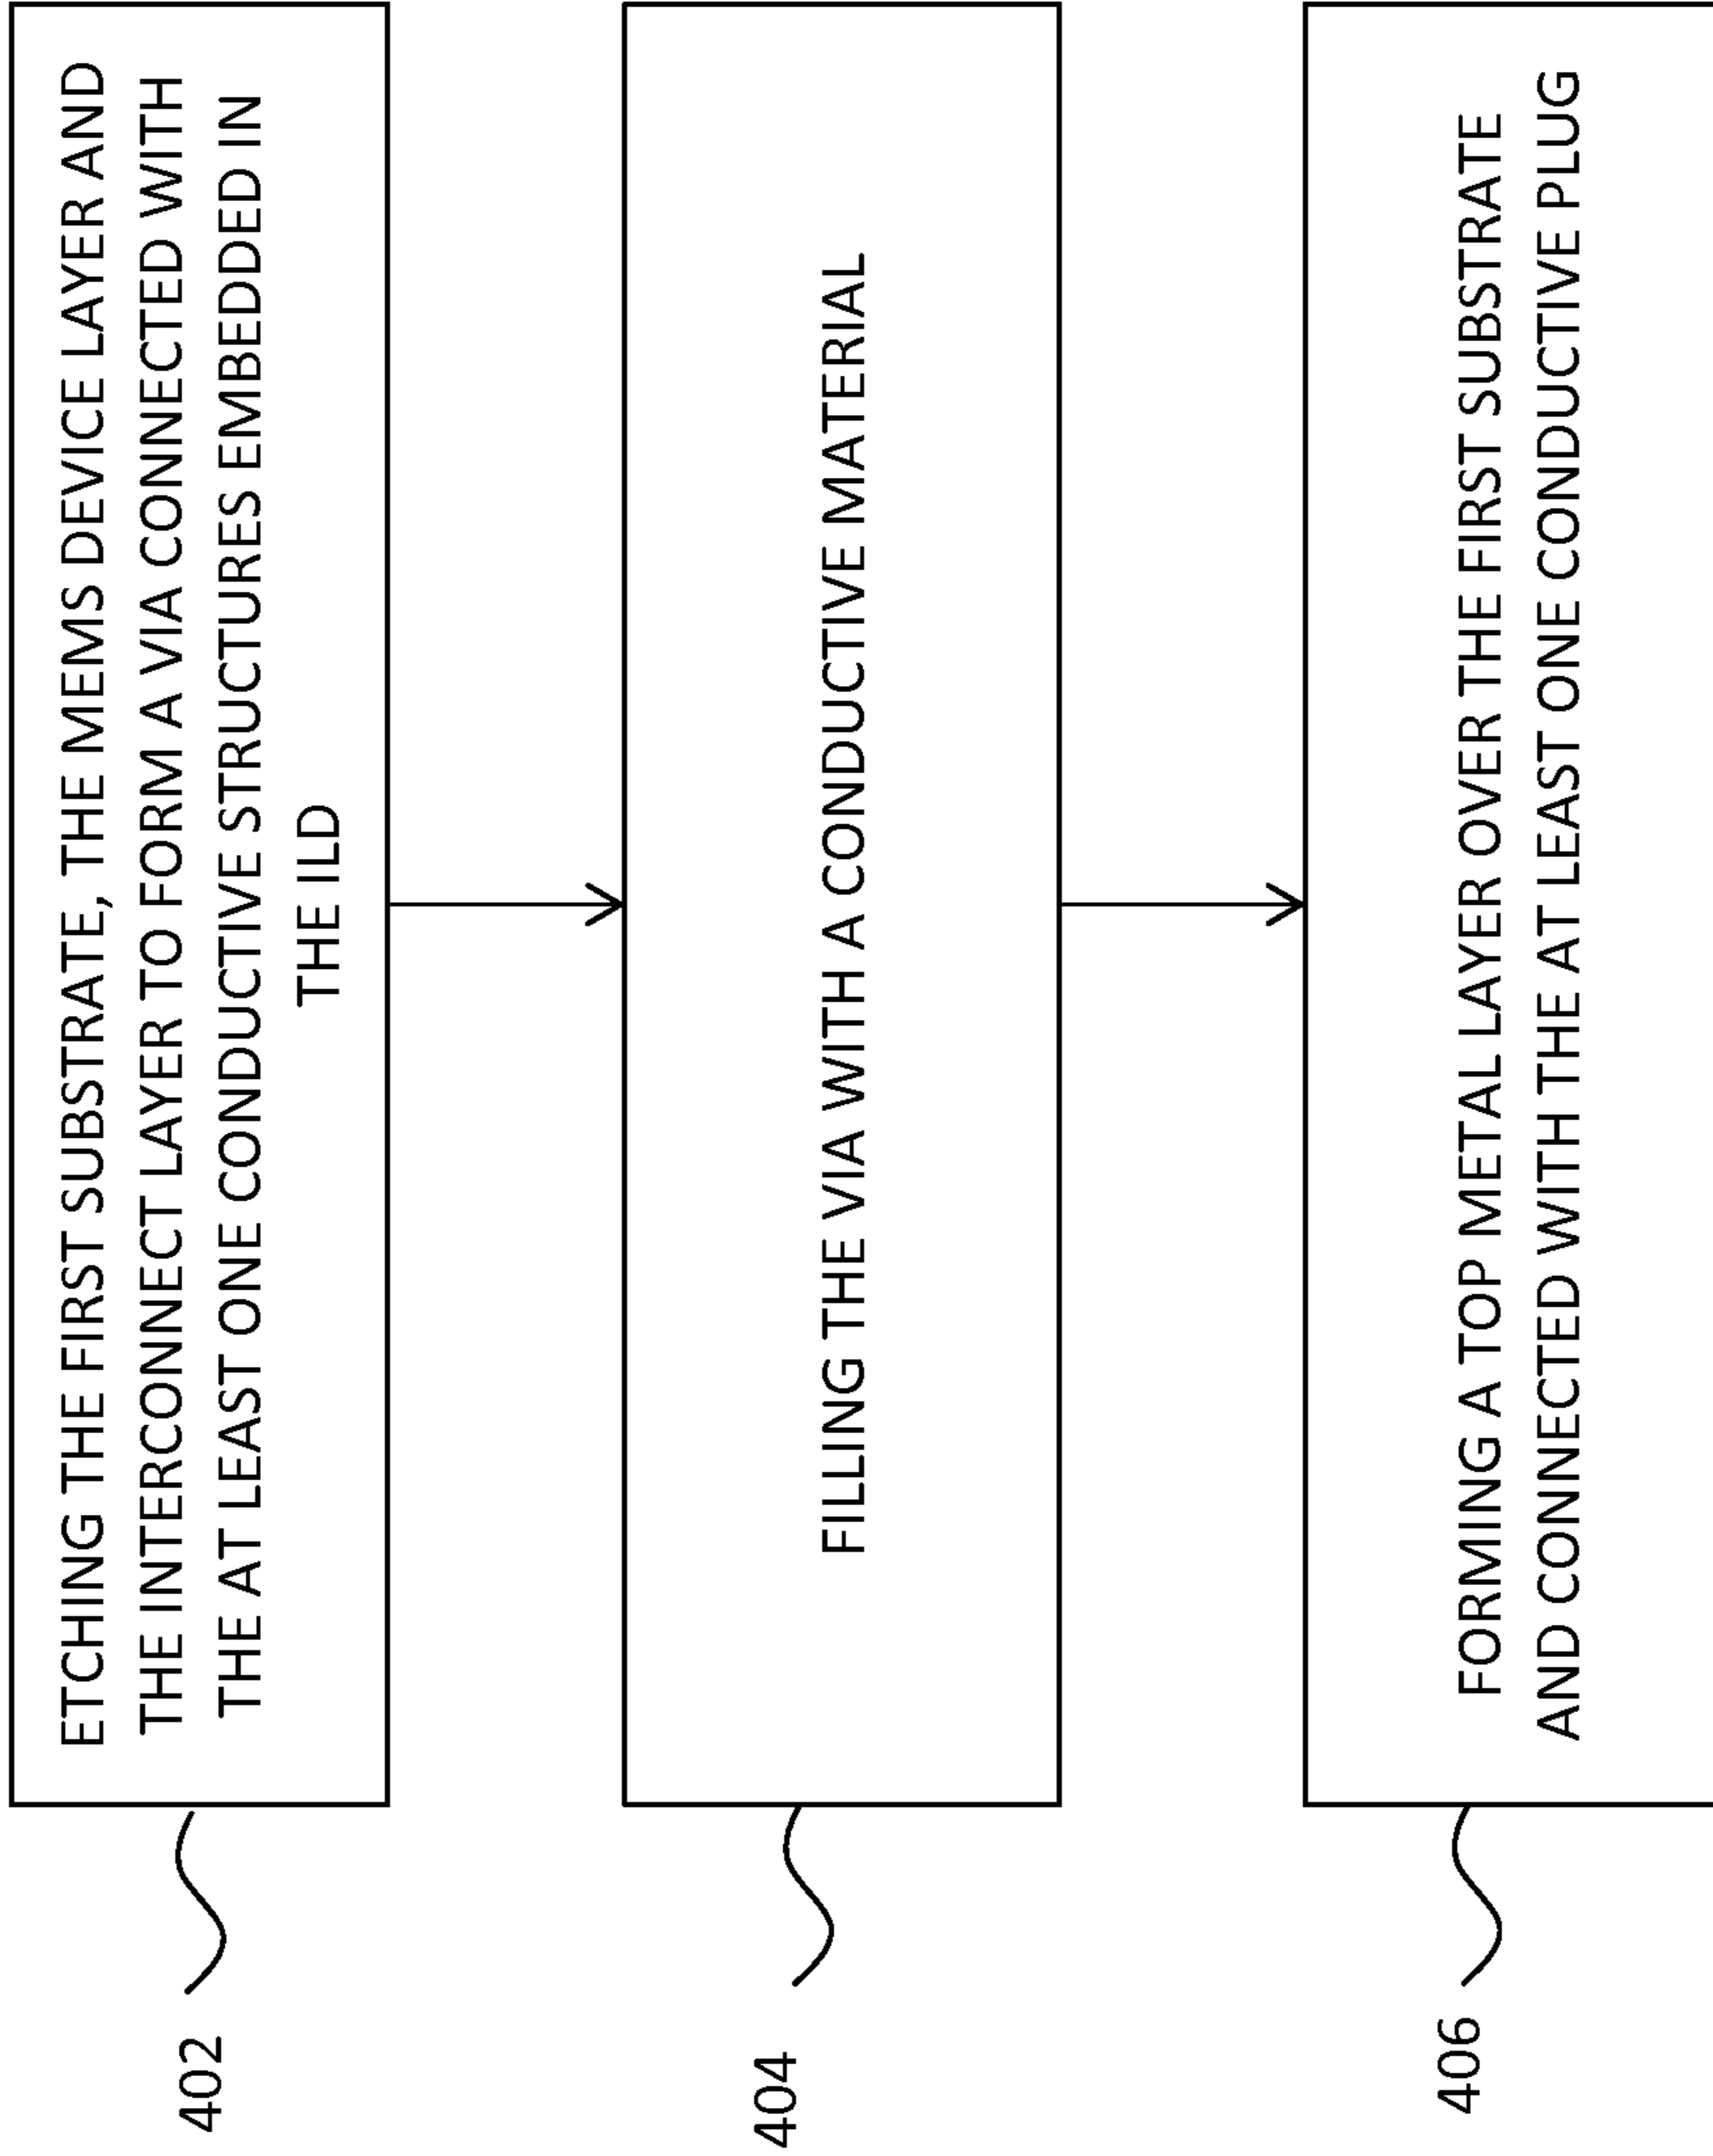 402
ETCHING THE FIRST SUBSTRATE, THE MEMS DEVICE LAYER AND
THE INTERCONNECT LAYER TO FORM A VIA CONNECTED WITH
THE AT LEAST ONE CONDUCTIVE STRUCTURES EMBEDDED IN
THE ILD
404
FILLING THE VIA WITH A CONDUCTIVE MATERIAL
406
FORMING A TOP METAL LAYER OVER THE FIRST SUBSTRATE
AND CONNECTED WITH THE AT LEAST ONE CONDUCTIVE PLUG